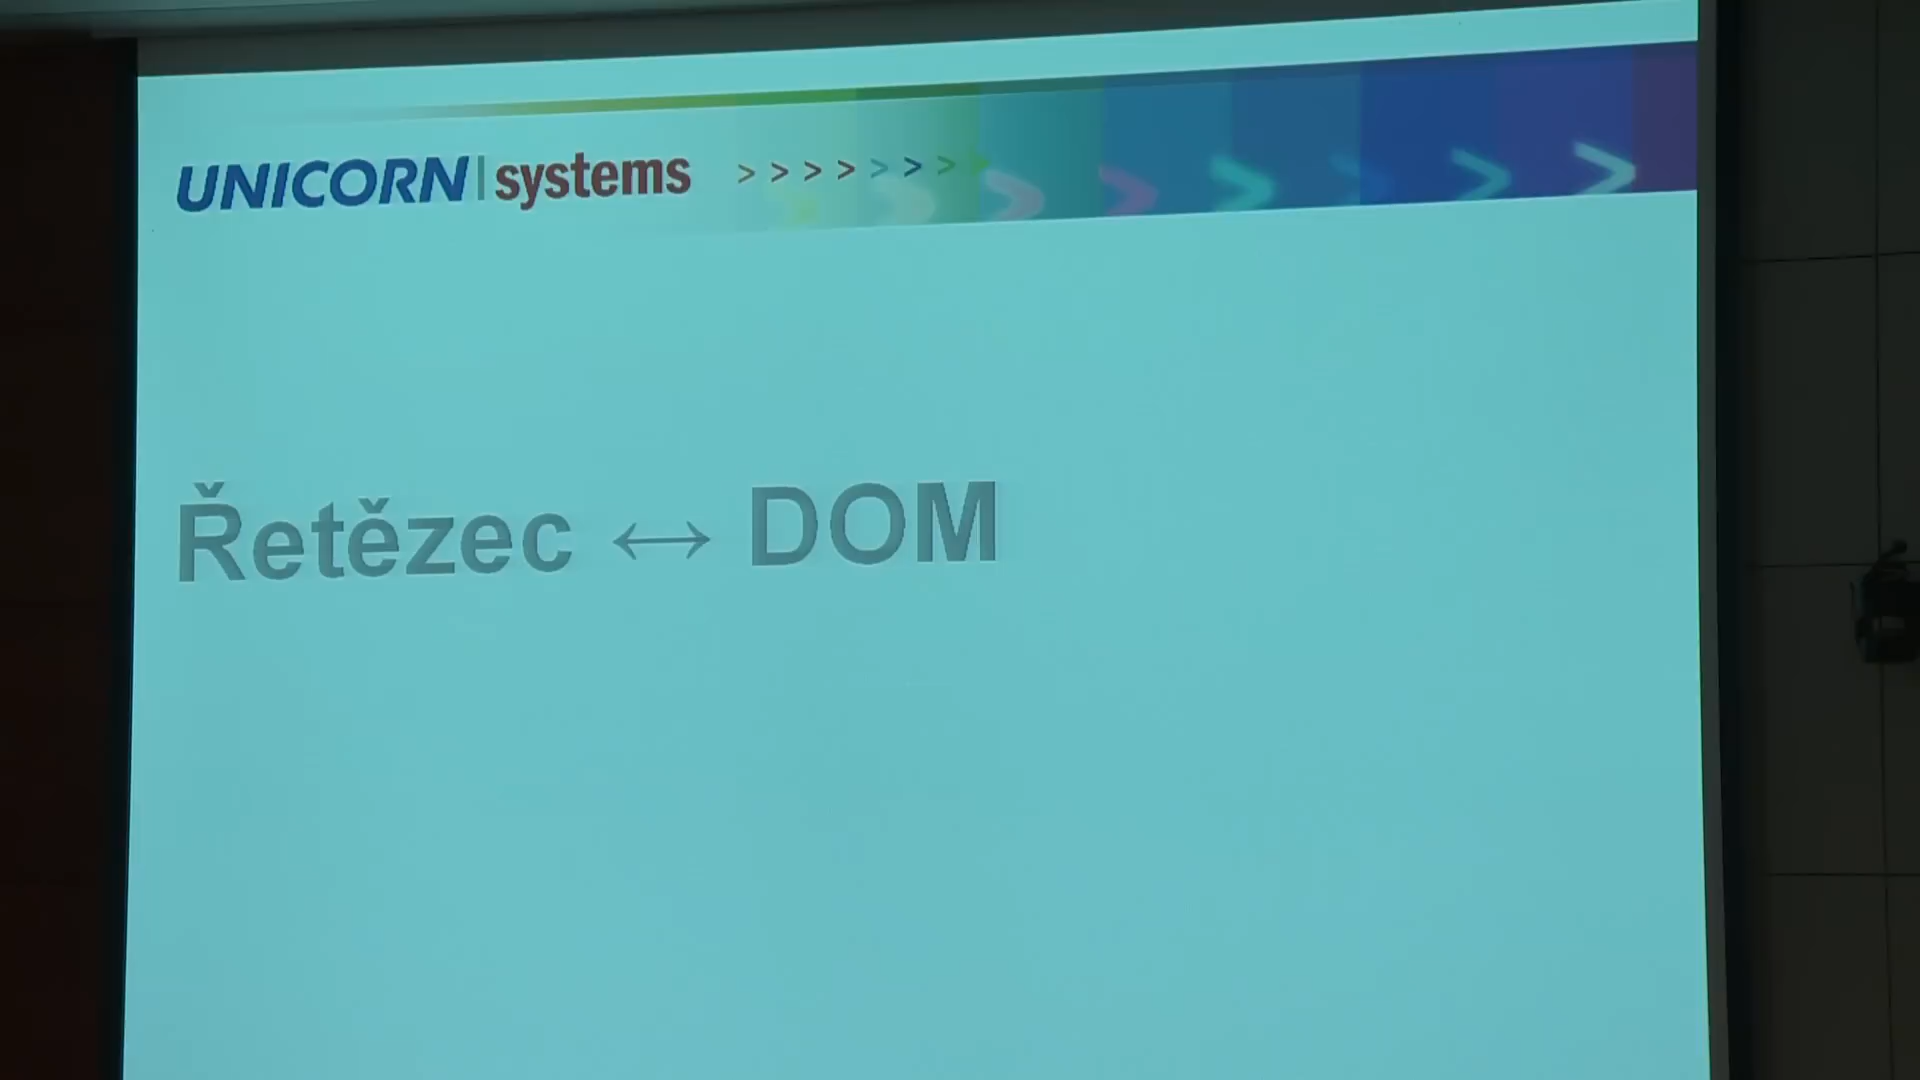 UNICORN | systems > > > > > > > >
Řetězec ↔ DOM